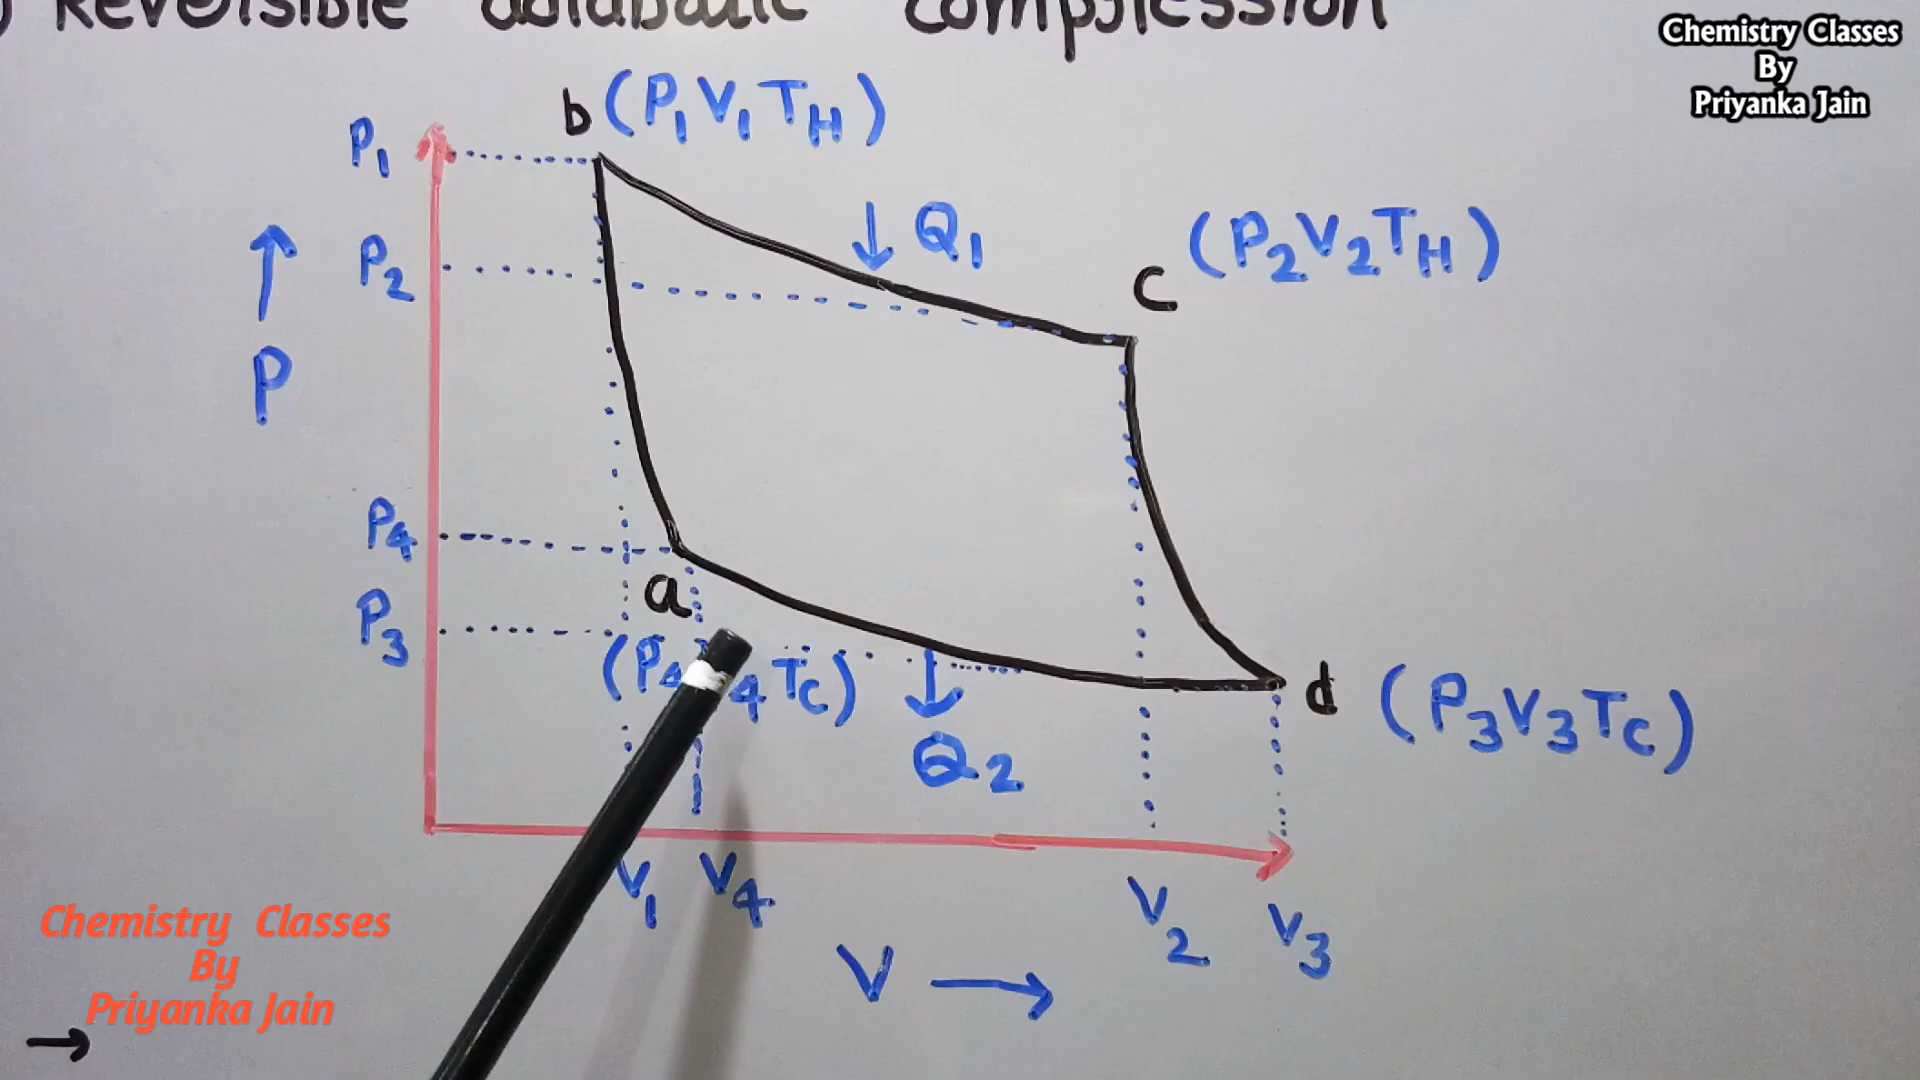 Reversible adiabatic compression
Chemistry Classes
By
Priyanka Jain
b (P1 V1 TH)
P1
↓ Q1
(P2 V2 TH)
c
P2
↑
P
P4
a
P3
(P4 4 TC)
↓
Q2
d (P3 V3 TC)
V1 V4 V2 V3
V →
Chemistry Classes
By
Priyanka Jain
→